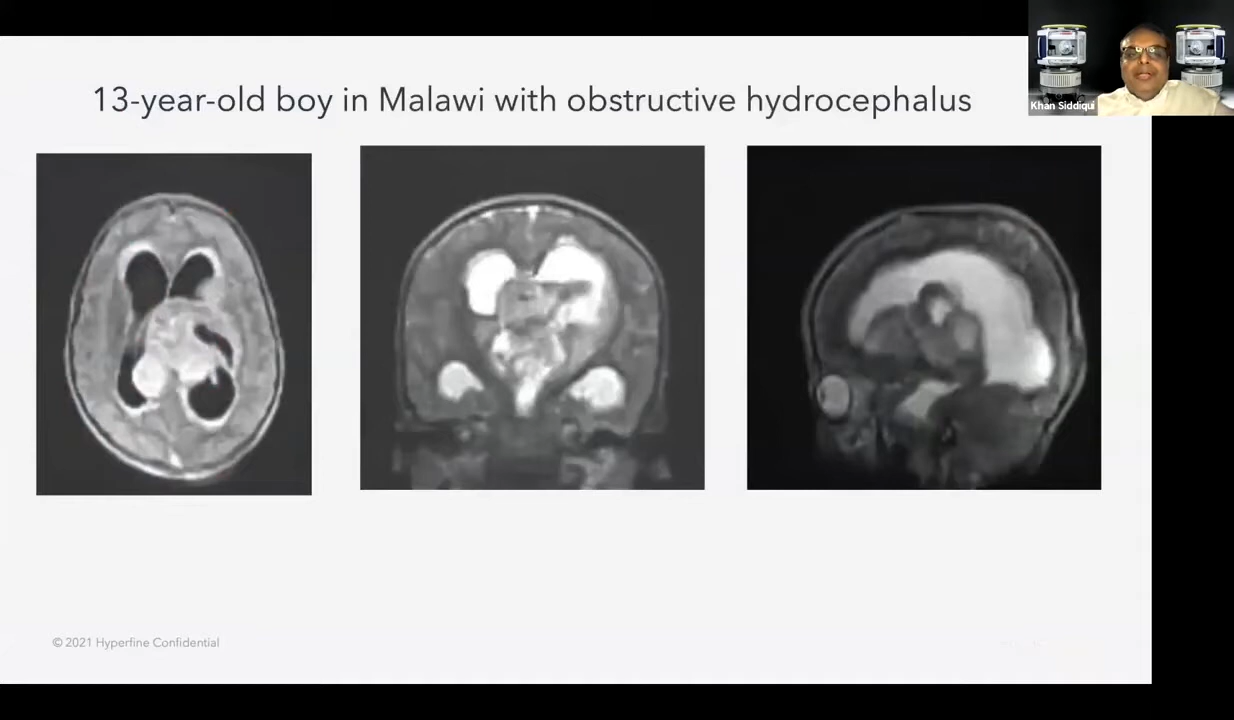 13-year-old boy in Malawi with obstructive hydrocephalus
Khan Siddiqui
© 2021 Hyperfine Confidential